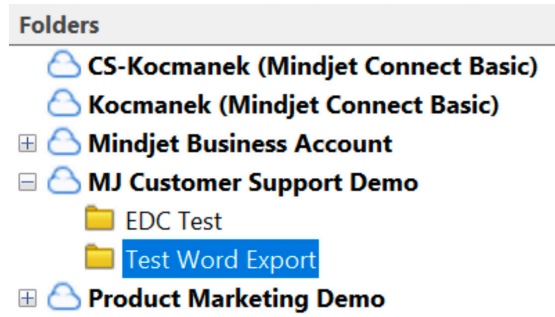 Folders
CS-Kocmanek (Mindjet Connect Basic)
Kocmanek (Mindjet Connect Basic)
Mindjet Business Account
MJ Customer Support Demo
EDC Test
Test Word Export
Product Marketing Demo